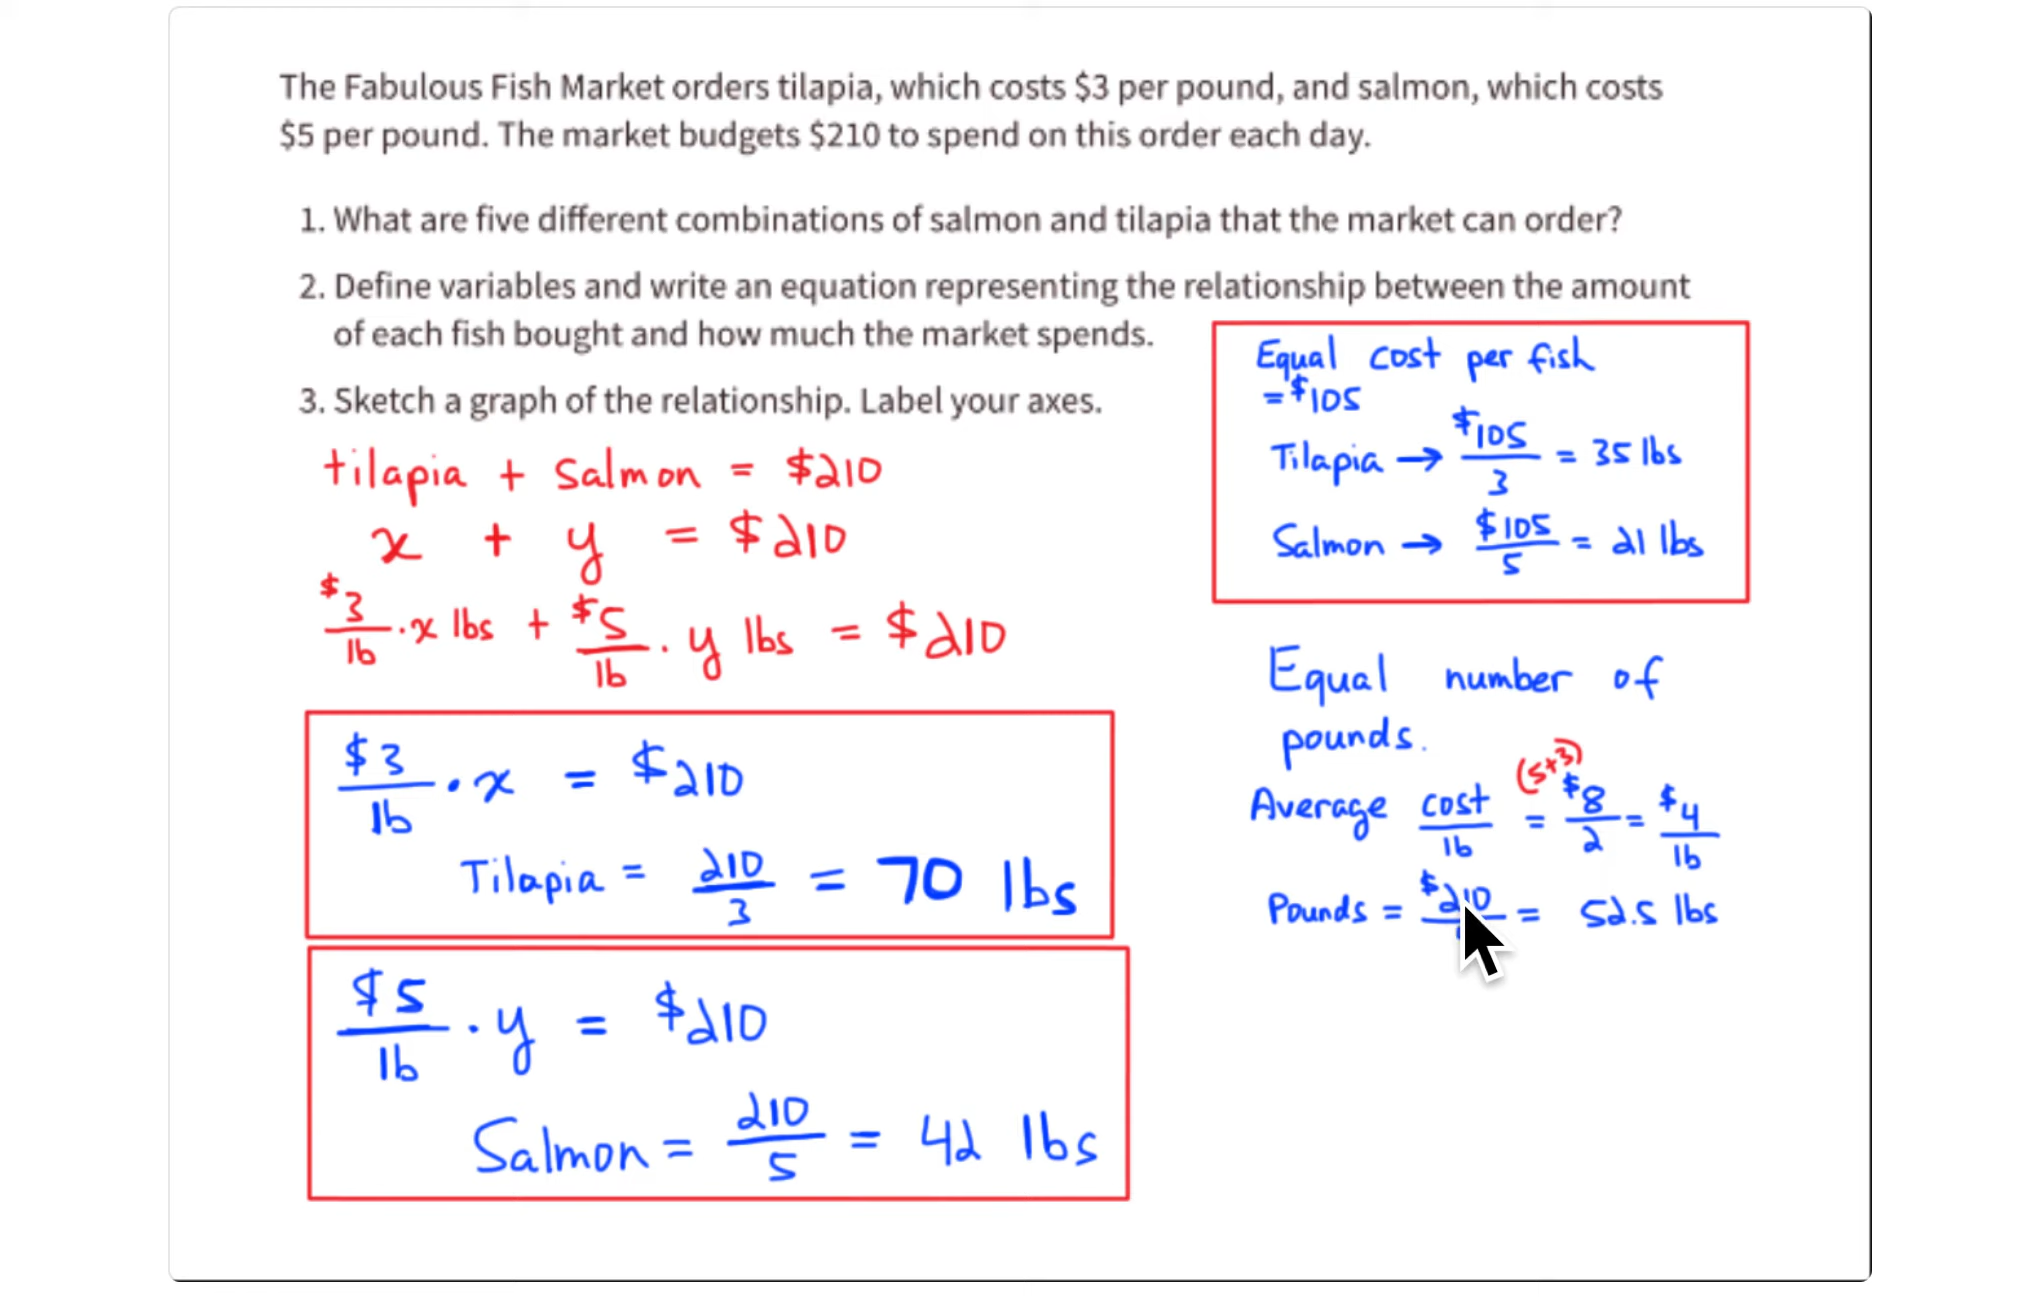 The Fabulous Fish Market orders tilapia, which costs $3 per pound, and salmon, which costs
$5 per pound. The market budgets $210 to spend on this order each day.
1. What are five different combinations of salmon and tilapia that the market can order?
2. Define variables and write an equation representing the relationship between the amount
of each fish bought and how much the market spends.
3. Sketch a graph of the relationship. Label your axes.
tilapia + Salmon = $210
x + y = $210
$3/lb · x lbs + $5/lb · y lbs = $210
$3/lb · x = $210
Tilapia = 210/3 = 70 lbs
$5/lb · y = $210
Salmon = 210/5 = 42 lbs
Equal cost per fish
= $105
Tilapia → $105/3 = 35 lbs
Salmon → $105/5 = 21 lbs
Equal number of
pounds.
(5+3)
Average cost/lb = $8/2 = $4/lb
Pounds = $210/ = 52.5 lbs